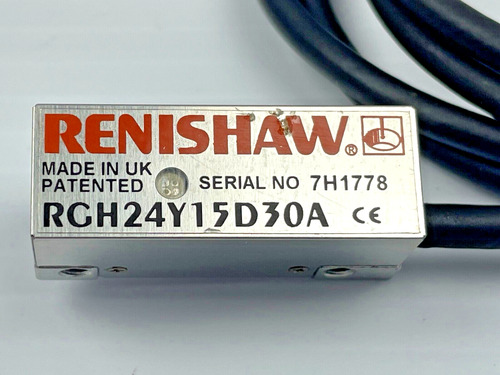 RENISHAW®
MADE IN UK
PATENTED SERIAL NO 7H1778
RGH24Y15D30A CE